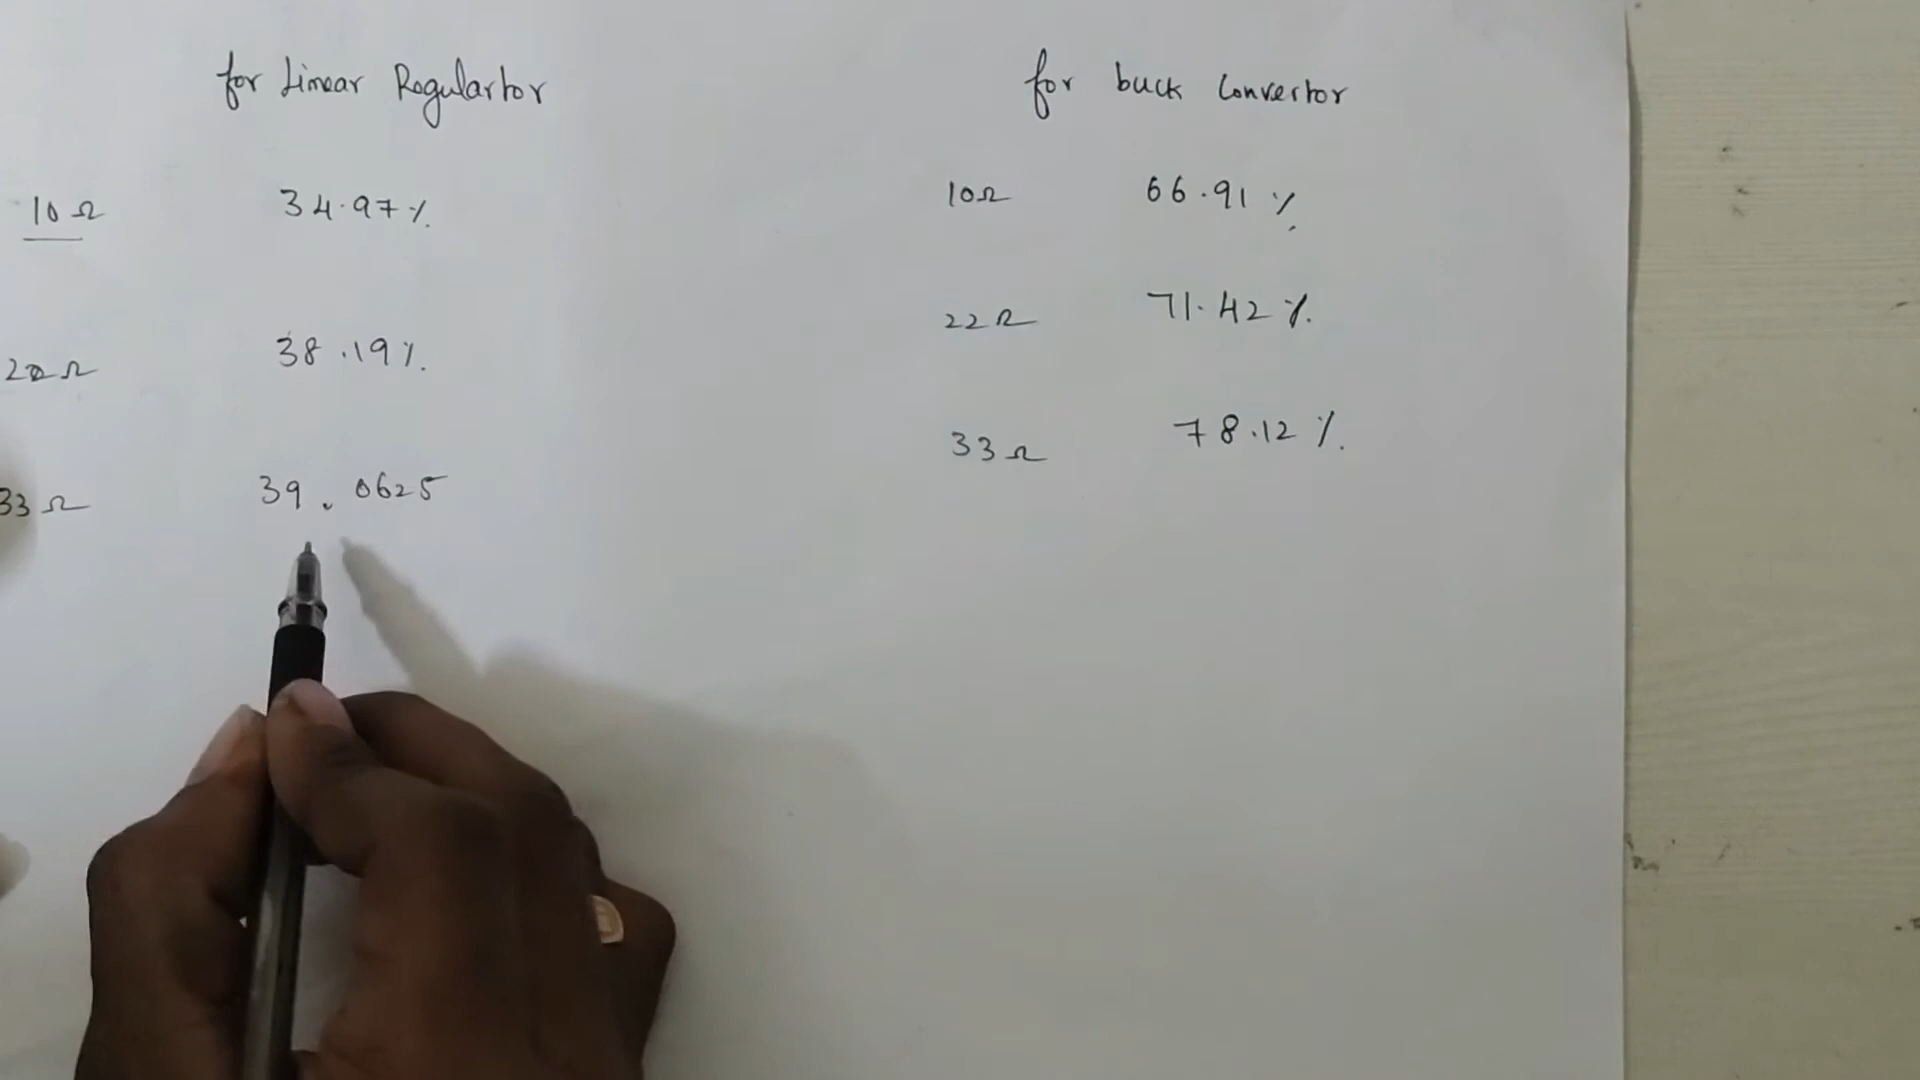 for Linear Regulartor
10Ω 34.97%
22Ω 38.19%.
33Ω 39.0625
for buck Convertor
10Ω 66.91%
22Ω 71.42%.
33Ω 78.12%.